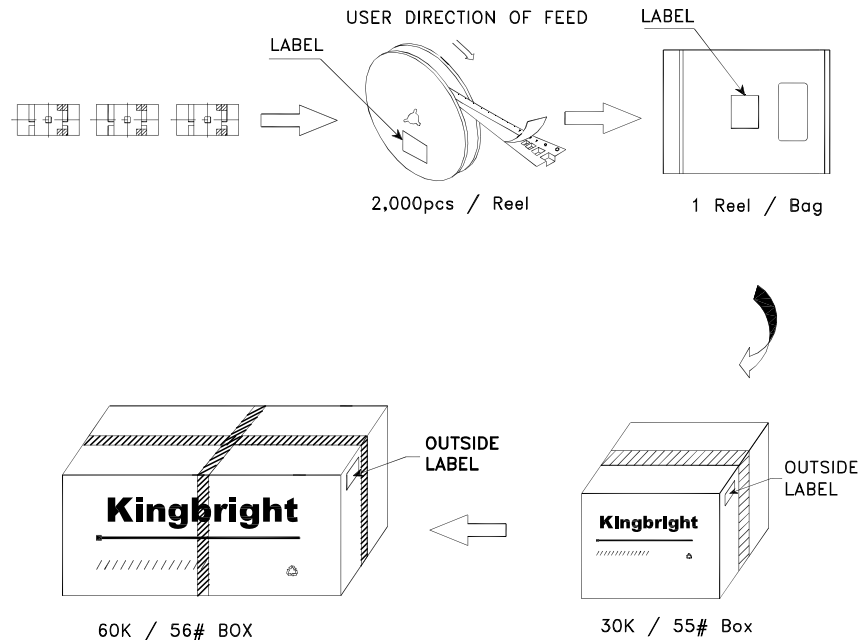 USER DIRECTION OF FEED
LABEL
LABEL
2,000pcs / Reel
1 Reel / Bag
OUTSIDE
LABEL
Kingbright
60K / 56# BOX
OUTSIDE
LABEL
Kingbright
30K / 55# Box